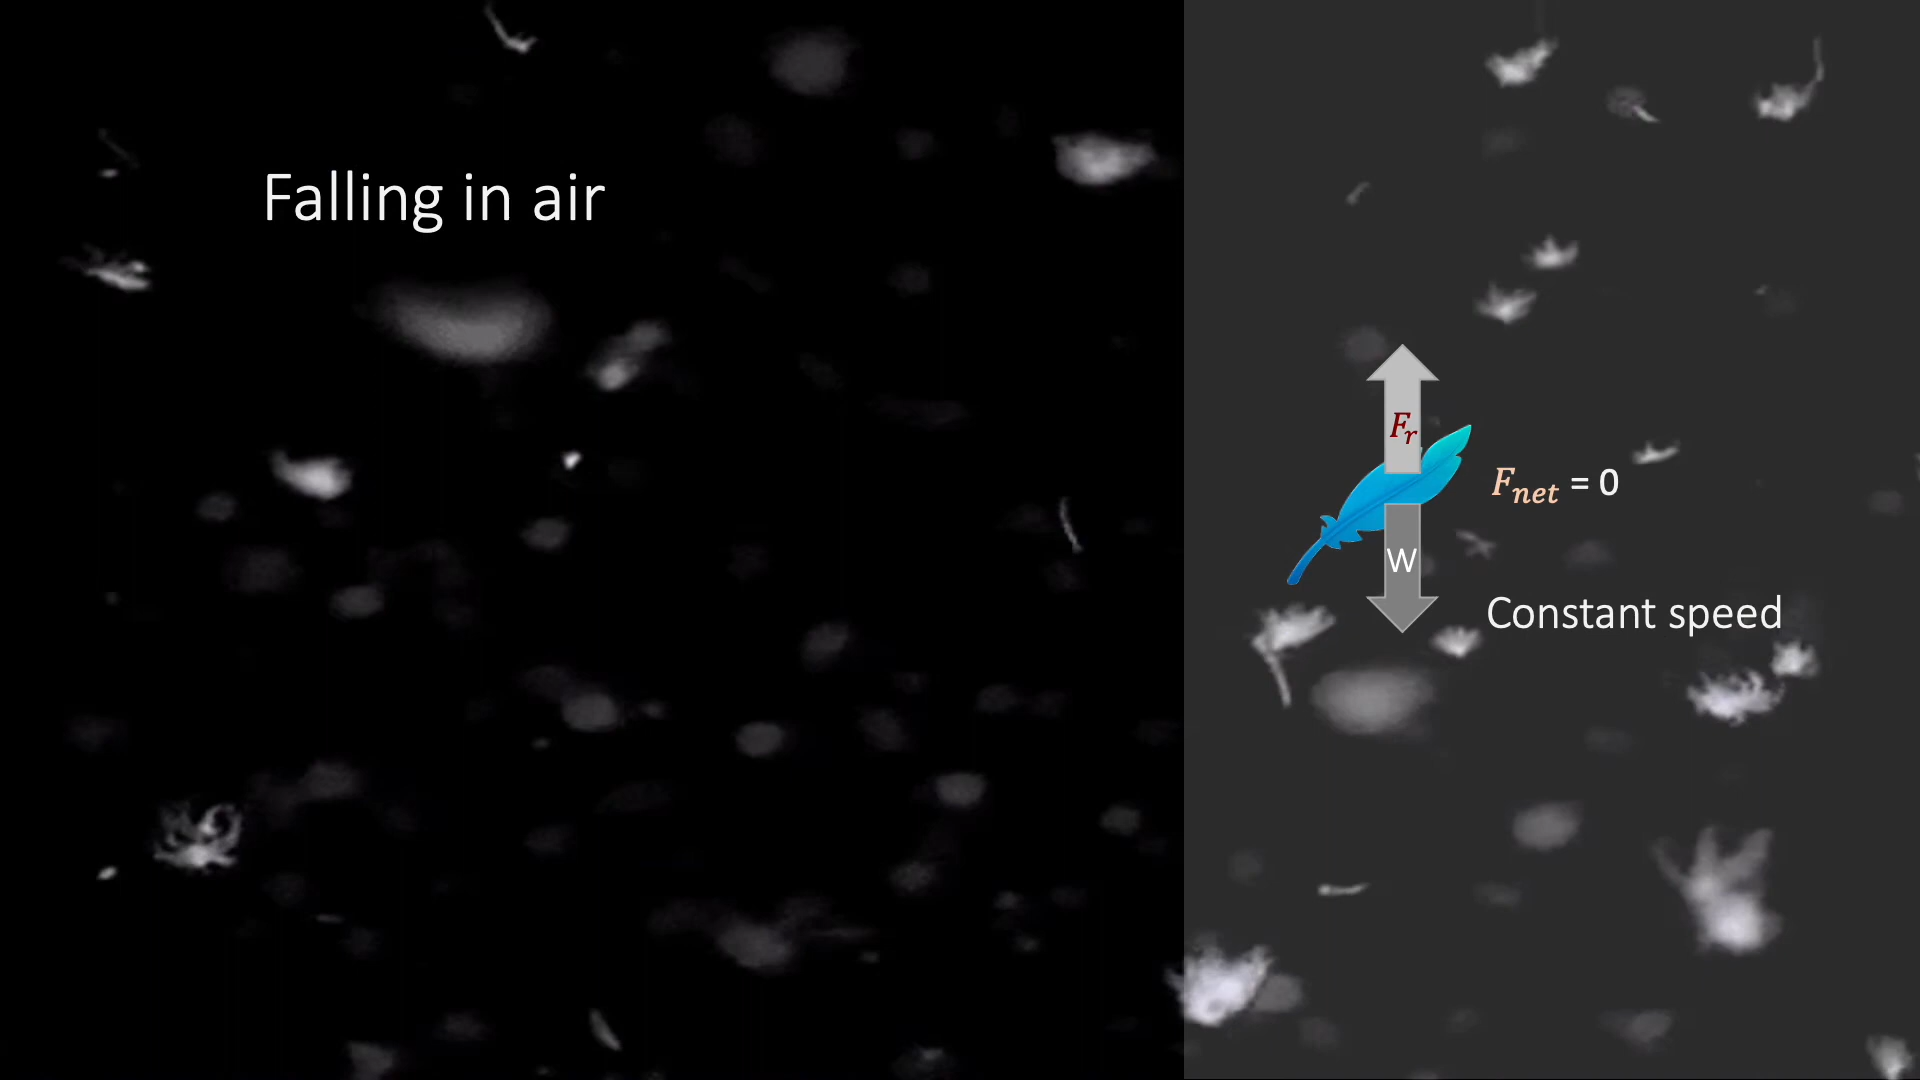 Falling in air
Fᵣ
Fₙₑₜ = 0
W
Constant speed